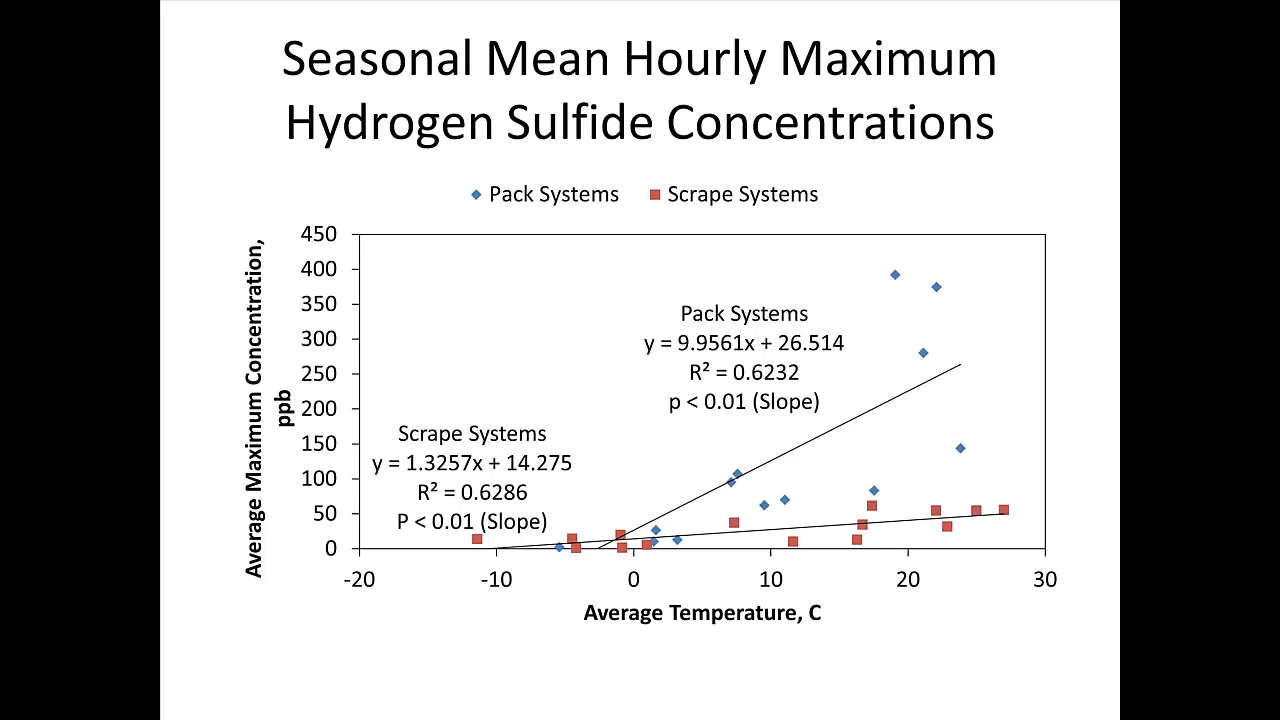 Seasonal Mean Hourly Maximum
Hydrogen Sulfide Concentrations
Pack Systems
Scrape Systems
Average Maximum Concentration,
ppb
450
400
350
300
250
200
150
100
50
0
Pack Systems
y = 9.9561x + 26.514
R² = 0.6232
p < 0.01 (Slope)
Scrape Systems
y = 1.3257x + 14.275
R² = 0.6286
P < 0.01 (Slope)
-20
-10
0
10
20
30
Average Temperature, C